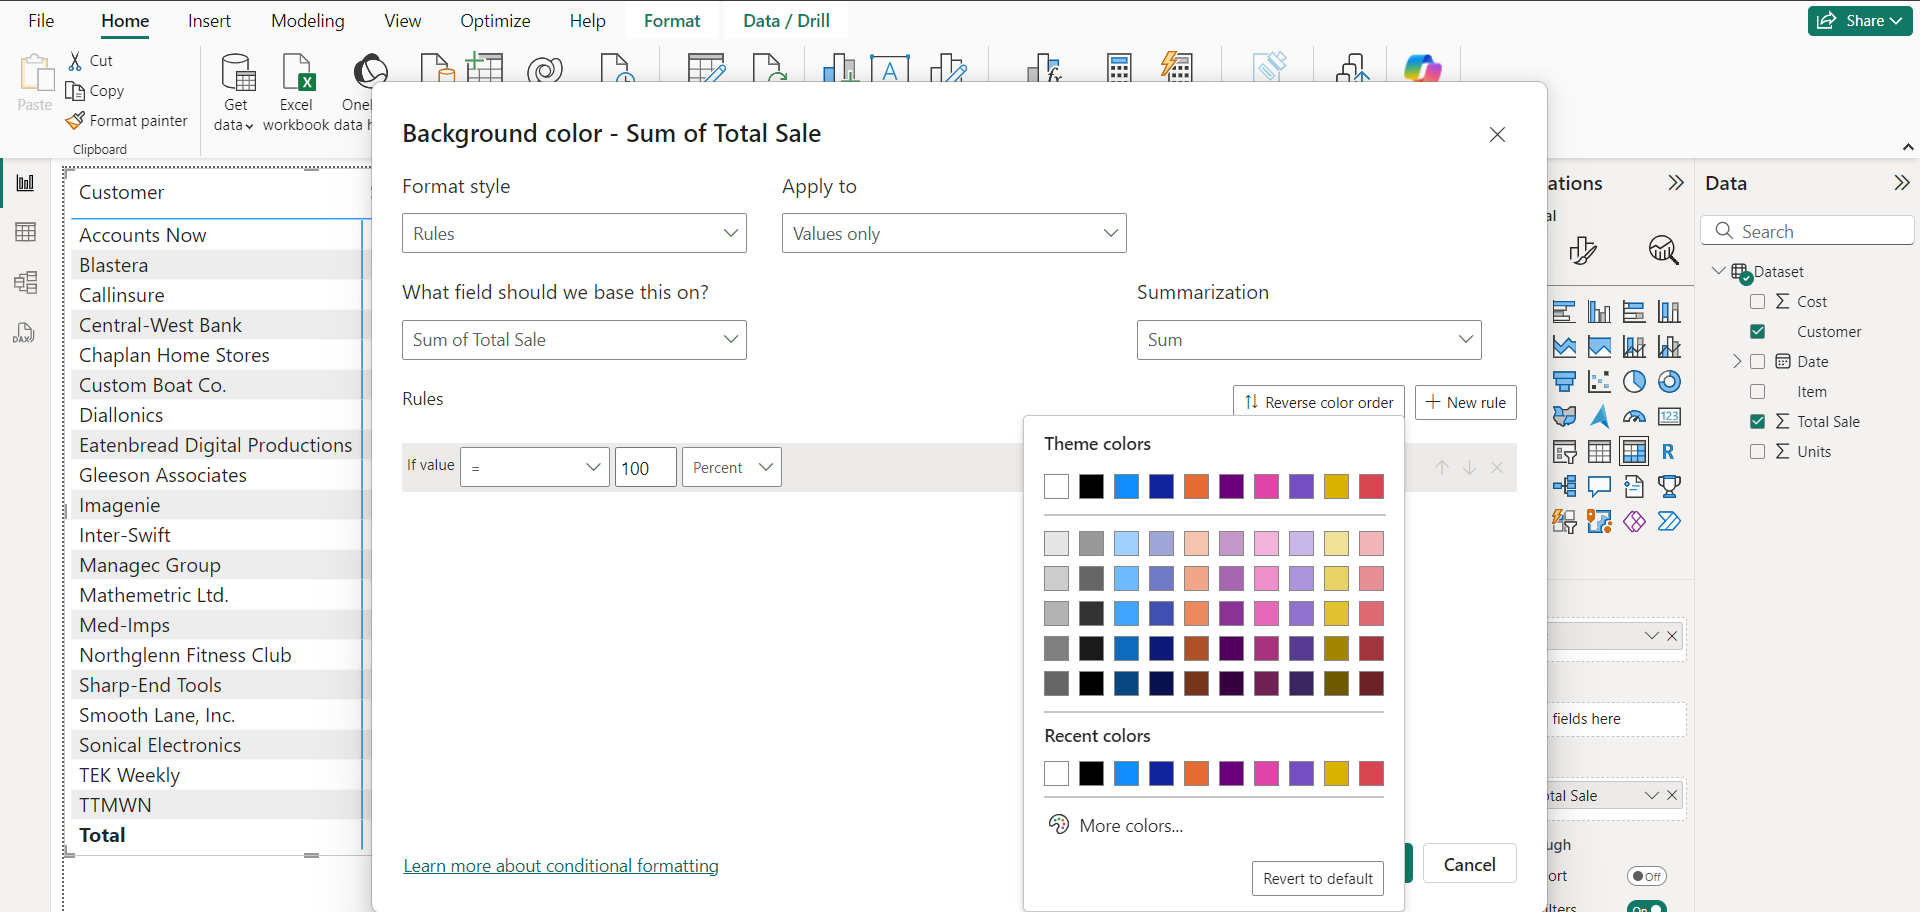 File Home Insert Modeling View Optimize Help Format Data / Drill Share
Paste
Cut
Copy
Format painter
Clipboard
Get data
Excel workbook
OneL
data h
Customer
Accounts Now
Blastera
Callinsure
Central-West Bank
Chaplan Home Stores
Custom Boat Co.
Diallonics
Eatenbread Digital Productions
Gleeson Associates
Imagenie
Inter-Swift
Managec Group
Mathemetric Ltd.
Med-Imps
Northglenn Fitness Club
Sharp-End Tools
Smooth Lane, Inc.
Sonical Electronics
TEK Weekly
TTMWN
Total
Background color - Sum of Total Sale
Format style
Apply to
Rules
Values only
What field should we base this on?
Summarization
Sum of Total Sale
Sum
Rules
Reverse color order
New rule
If value = 100 Percent
Theme colors
Recent colors
More colors...
Revert to default
Learn more about conditional formatting
Cancel
ations
al
123
R
fields here
otal Sale
ugh
ort
Off
lters
On
Data
Search
Dataset
Cost
Customer
Date
Item
Total Sale
Units
DAX